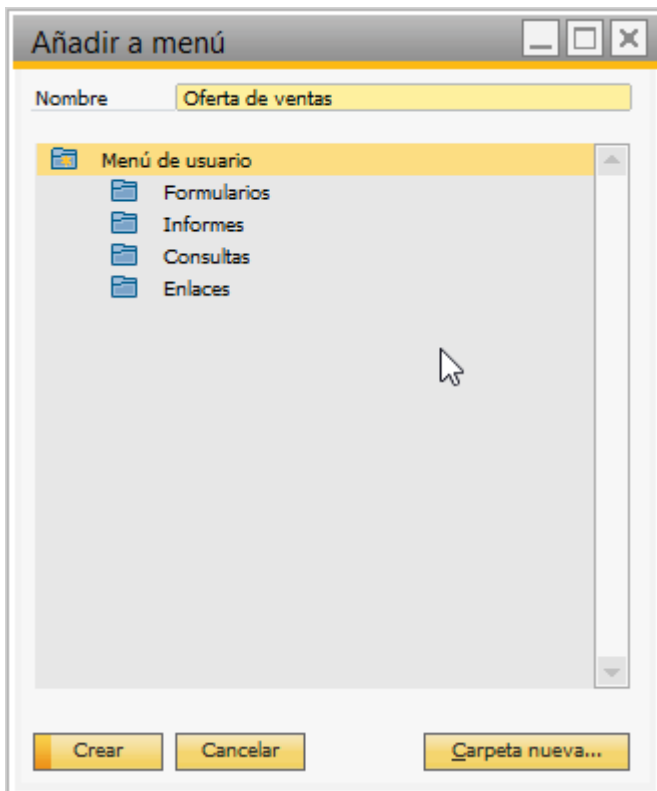 Añadir a menú
Nombre Oferta de ventas
Menú de usuario
Formularios
Informes
Consultas
Enlaces
Crear Cancelar Carpeta nueva...